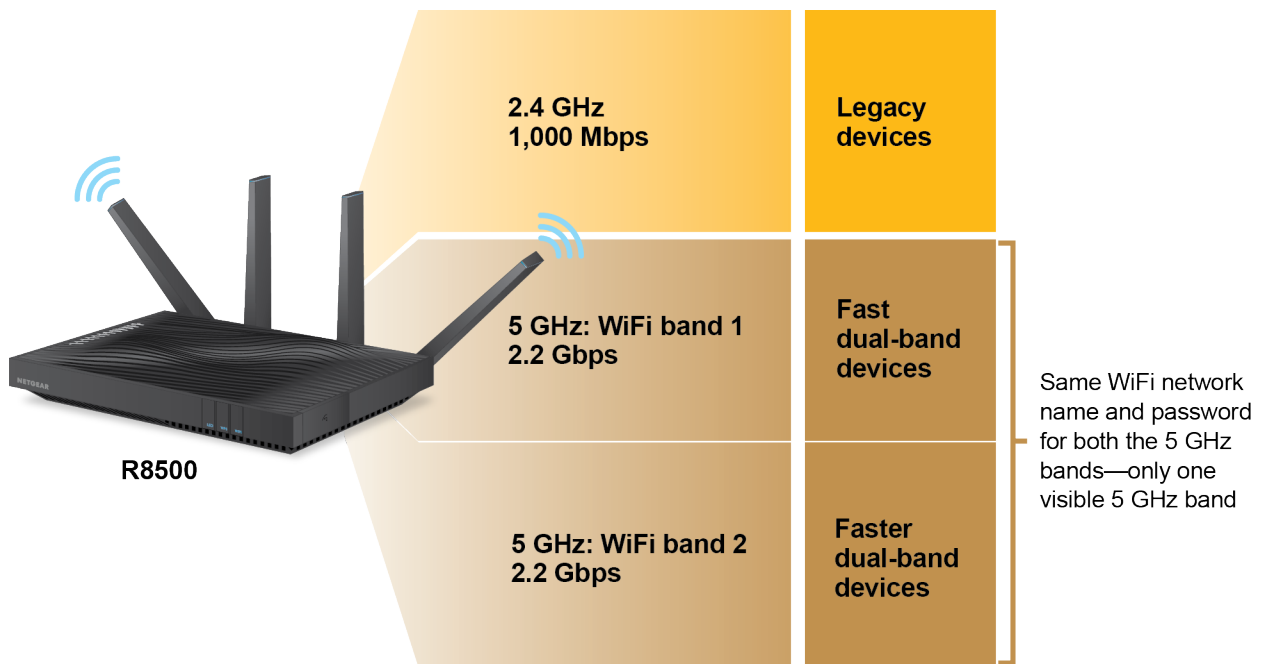 2.4 GHz
1,000 Mbps
Legacy
devices
5 GHz: WiFi band 1
2.2 Gbps
Fast
dual-band
devices
NETGEAR
R8500
5 GHz: WiFi band 2
2.2 Gbps
Faster
dual-band
devices
Same WiFi network
name and password
for both the 5 GHz
bands—only one
visible 5 GHz band